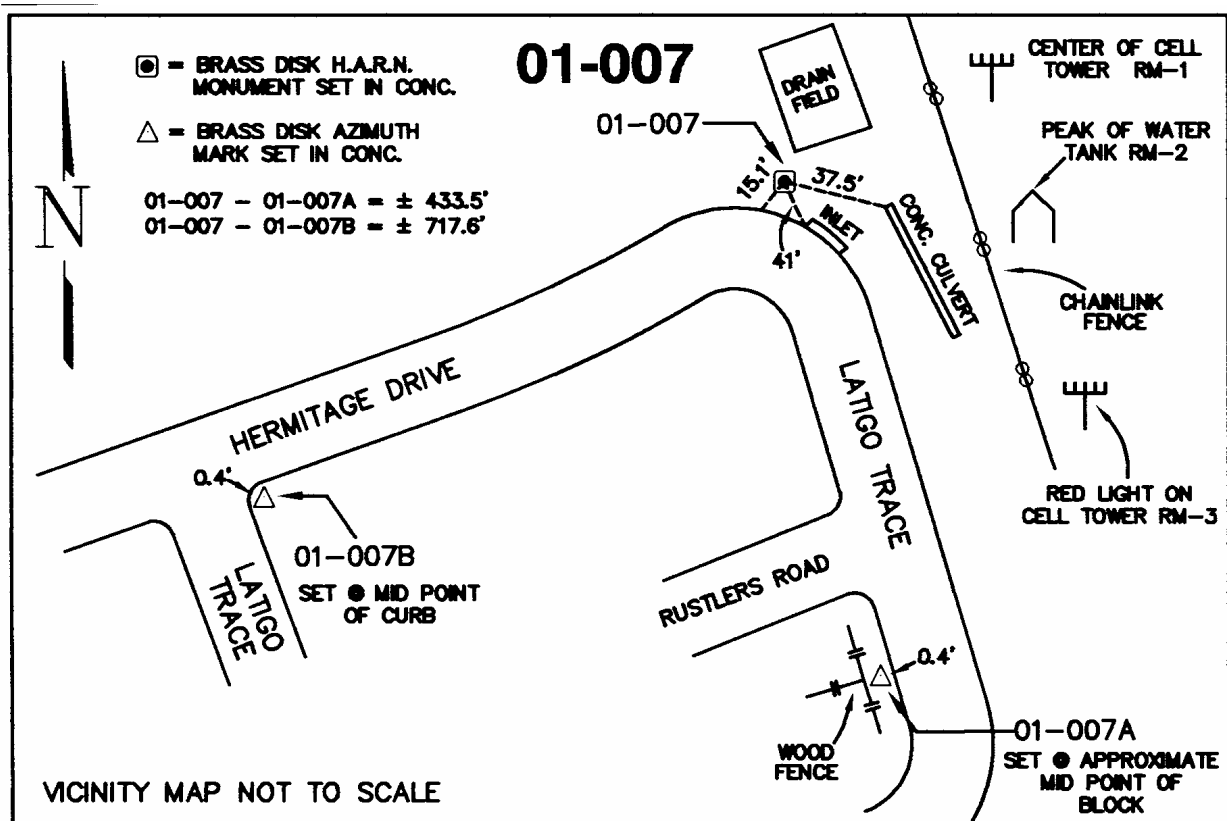 01-007
= BRASS DISK H.A.R.N.
MONUMENT SET IN CONC.
= BRASS DISK AZIMUTH
MARK SET IN CONC.
01-007 - 01-007A = ± 433.5'
01-007 - 01-007B = ± 717.6'
N
DRAIN
FIELD
CENTER OF CELL
TOWER RM-1
01-007
PEAK OF WATER
TANK RM-2
15.1'
37.5'
INLET
41'
CONC. CULVERT
CHAINLINK
FENCE
HERMITAGE DRIVE
LATIGO TRACE
RED LIGHT ON
CELL TOWER RM-3
0.4'
01-007B
SET @ MID POINT
OF CURB
LATIGO
TRACE
RUSTLERS ROAD
0.4'
WOOD
FENCE
01-007A
SET @ APPROXIMATE
MID POINT OF
BLOCK
VICINITY MAP NOT TO SCALE